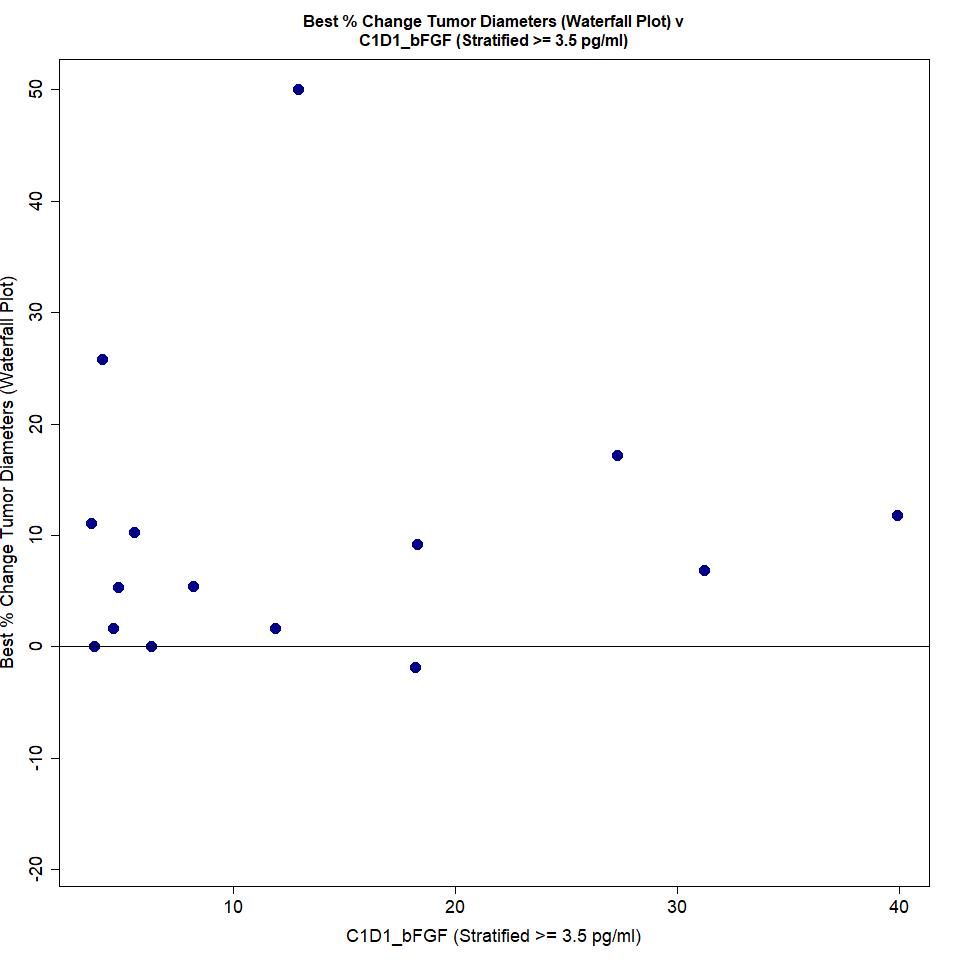 Best % Change Tumor Diameters (Waterfall Plot) v
C1D1_bFGF (Stratified >= 3.5 pg/ml)
Best % Change Tumor Diameters (Waterfall Plot)
50
40
30
20
10
0
-10
-20
10 20 30 40
C1D1_bFGF (Stratified >= 3.5 pg/ml)